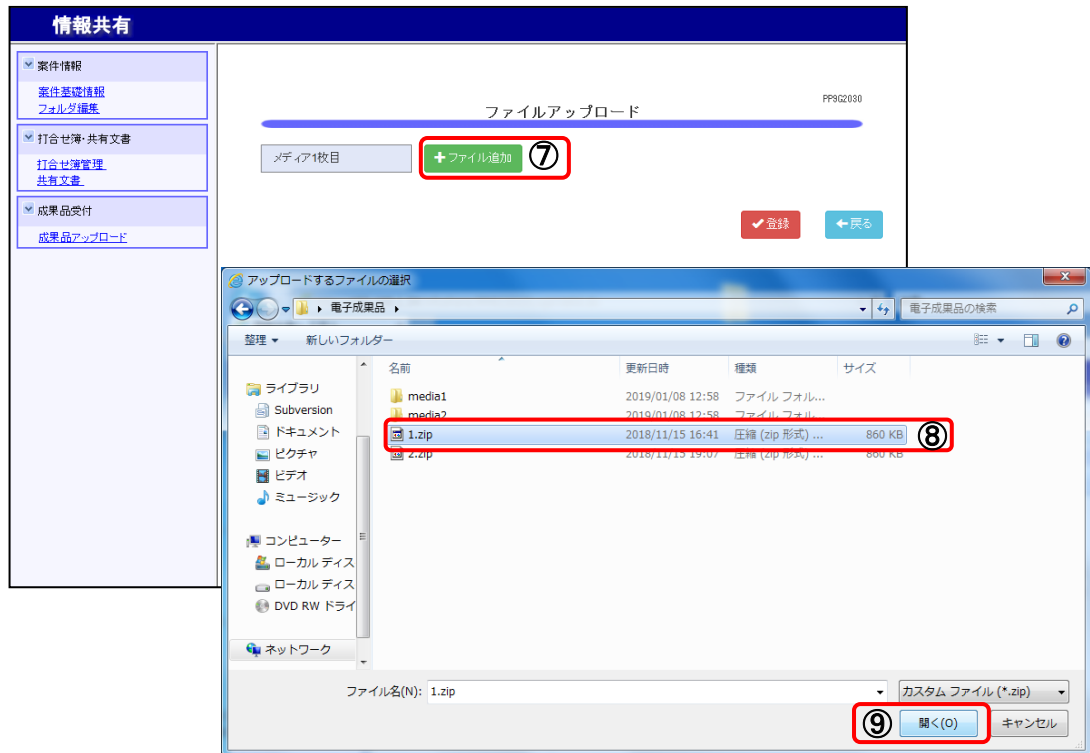 情報共有
案件情報
案件基礎情報
フォルダ編集
打合せ簿・共有文書
打合せ簿管理
共有文書
成果品受付
成果品アップロード
PP9G2030
ファイルアップロード
メディア1枚目
ファイル追加
⑦
登録
戻る
アップロードするファイルの選択
電子成果品
電子成果品の検索
整理
新しいフォルダー
名前 更新日時 種類 サイズ
ライブラリ
Subversion
ドキュメント
ピクチャ
ビデオ
ミュージック
コンピューター
ローカル ディス
ローカル ディス
DVD RW ドライ
ネットワーク
media1 2019/01/08 12:58 ファイル フォル...
media2 2019/01/08 12:58 ファイル フォル...
1.zip 2018/11/15 16:41 圧縮 (zip 形式) ... 860 KB ⑧
2.zip 2018/11/15 19:07 圧縮 (zip 形式) ... 860 KB
ファイル名(N): 1.zip
カスタム ファイル (*.zip)
⑨ 開く(O) キャンセル